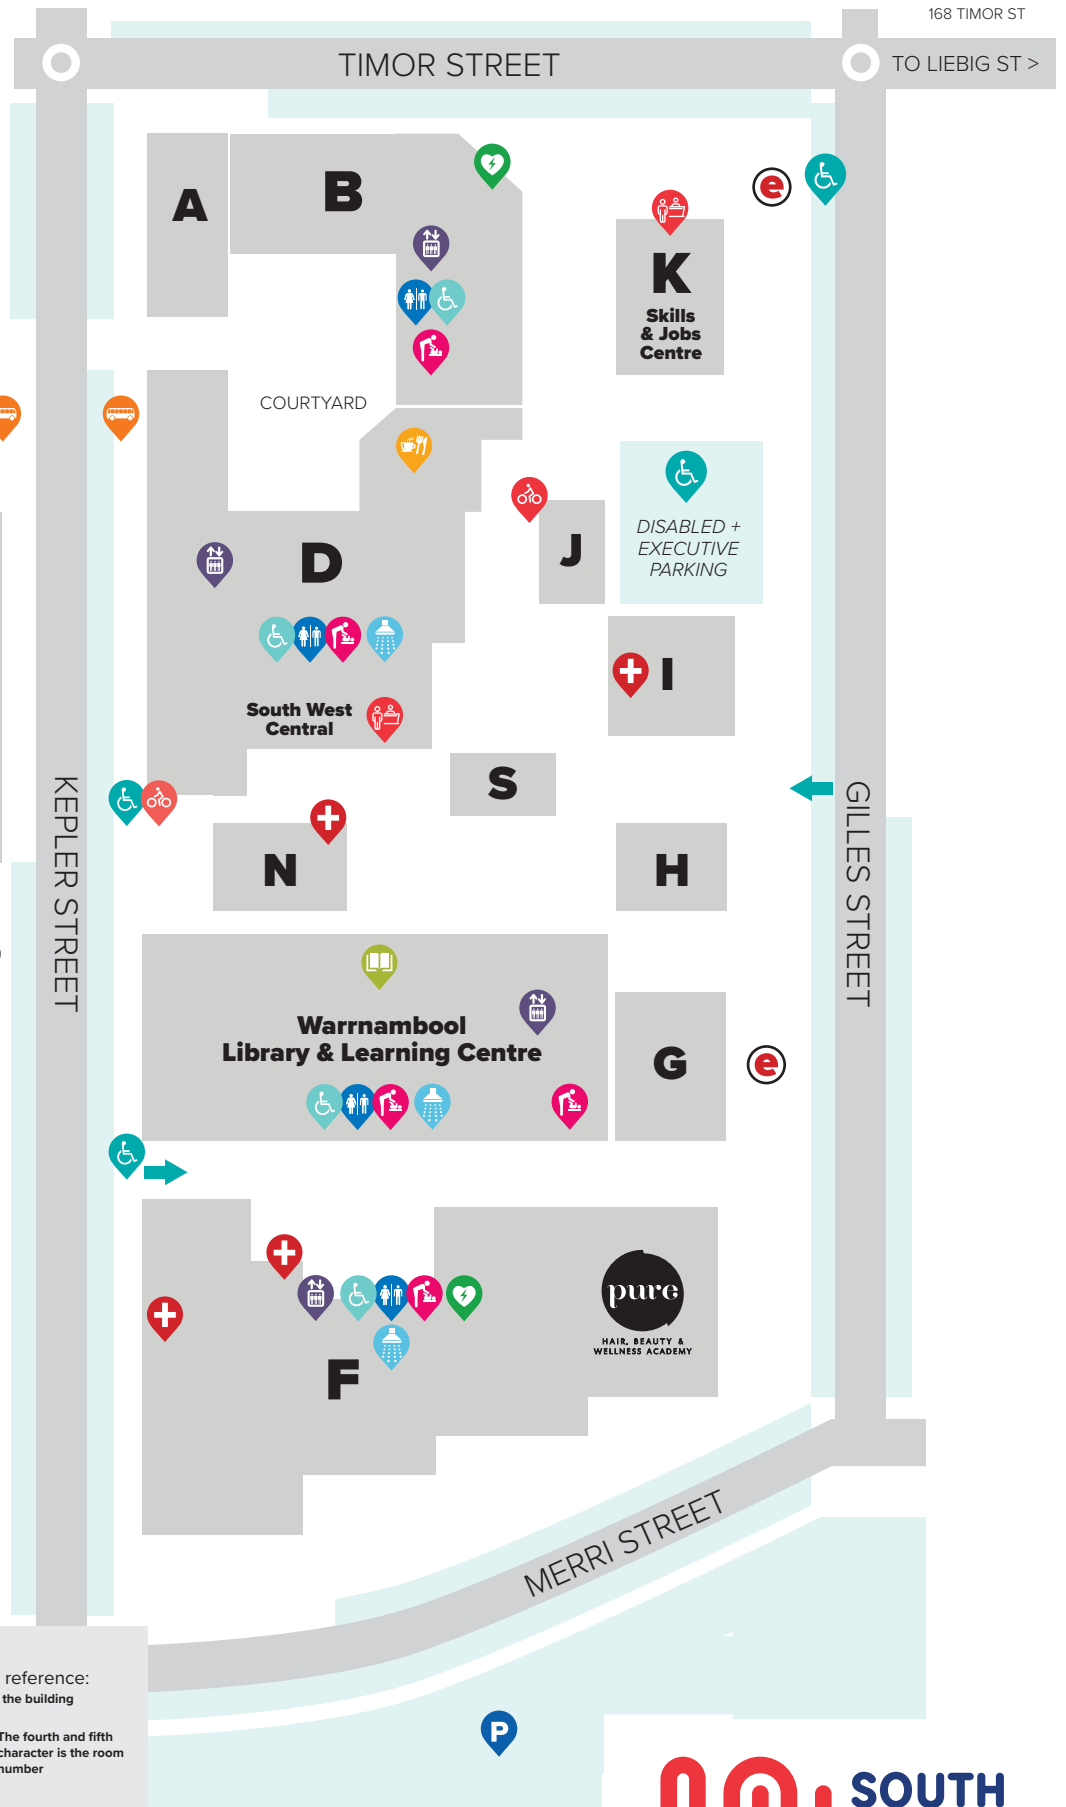 168 TIMOR ST
TIMOR STREET
TO LIEBIG ST >
A
B
e
K
Skills
& Jobs
Centre
COURTYARD
D
J
DISABLED +
EXECUTIVE
PARKING
I
South West
Central
S
KEPLER STREET
GILLES STREET
N
H
Warrnambool
Library & Learning Centre
G
e
pure
HAIR, BEAUTY &
WELLNESS ACADEMY
F
MERRI STREET
reference:
the building
The fourth and fifth
character is the room
number
P
SOUTH